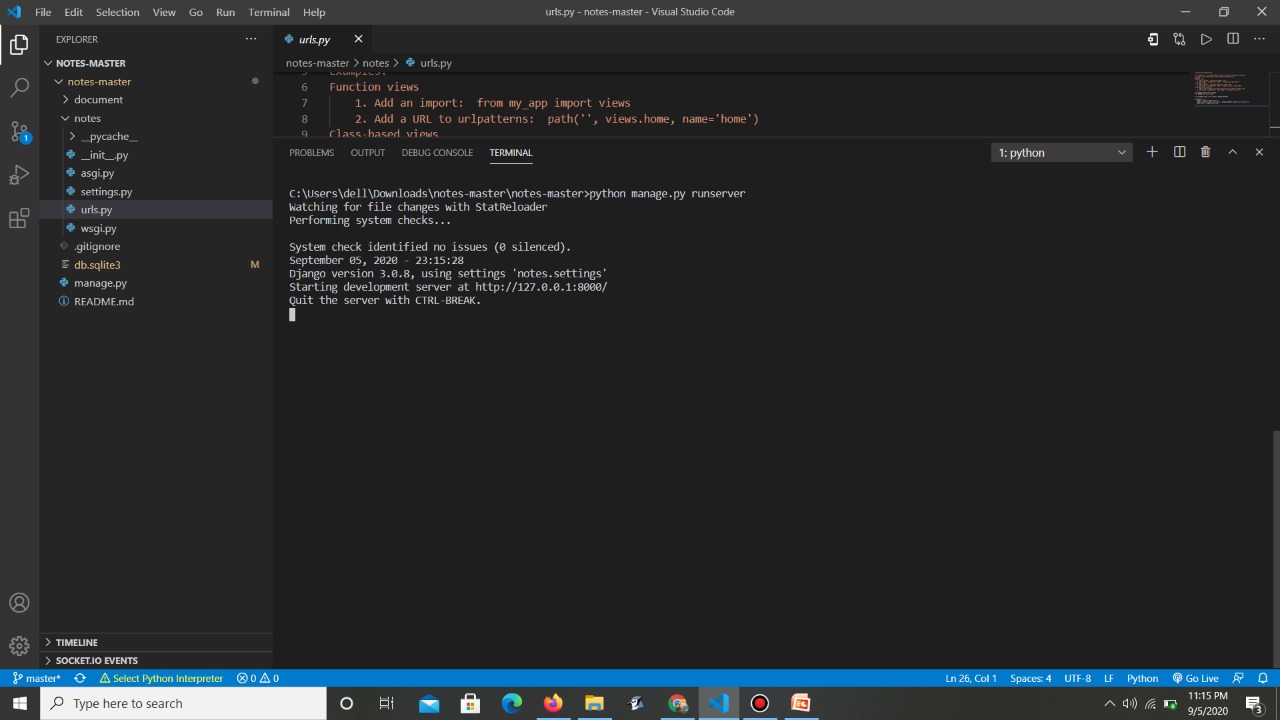 File Edit Selection View Go Run Terminal Help
urls.py - notes-master - Visual Studio Code
EXPLORER
NOTES-MASTER
notes-master
document
notes
__pycache__
__init__.py
asgi.py
settings.py
urls.py
wsgi.py
.gitignore
db.sqlite3 M
manage.py
README.md
TIMELINE
SOCKET.IO EVENTS
1
urls.py
notes-master > notes > urls.py
5 Examples:
6 Function views
7 1. Add an import:  from my_app import views
8 2. Add a URL to urlpatterns:  path('', views.home, name='home')
9 Class-based views
PROBLEMS OUTPUT DEBUG CONSOLE TERMINAL
1: python
C:\Users\dell\Downloads\notes-master\notes-master>python manage.py runserver
Watching for file changes with StatReloader
Performing system checks...
System check identified no issues (0 silenced).
September 05, 2020 - 23:15:28
Django version 3.0.8, using settings 'notes.settings'
Starting development server at http://127.0.0.1:8000/
Quit the server with CTRL-BREAK.
master* Select Python Interpreter 0 0
Ln 26, Col 1 Spaces: 4 UTF-8 LF Python Go Live
Type here to search
11:15 PM
9/5/2020
3